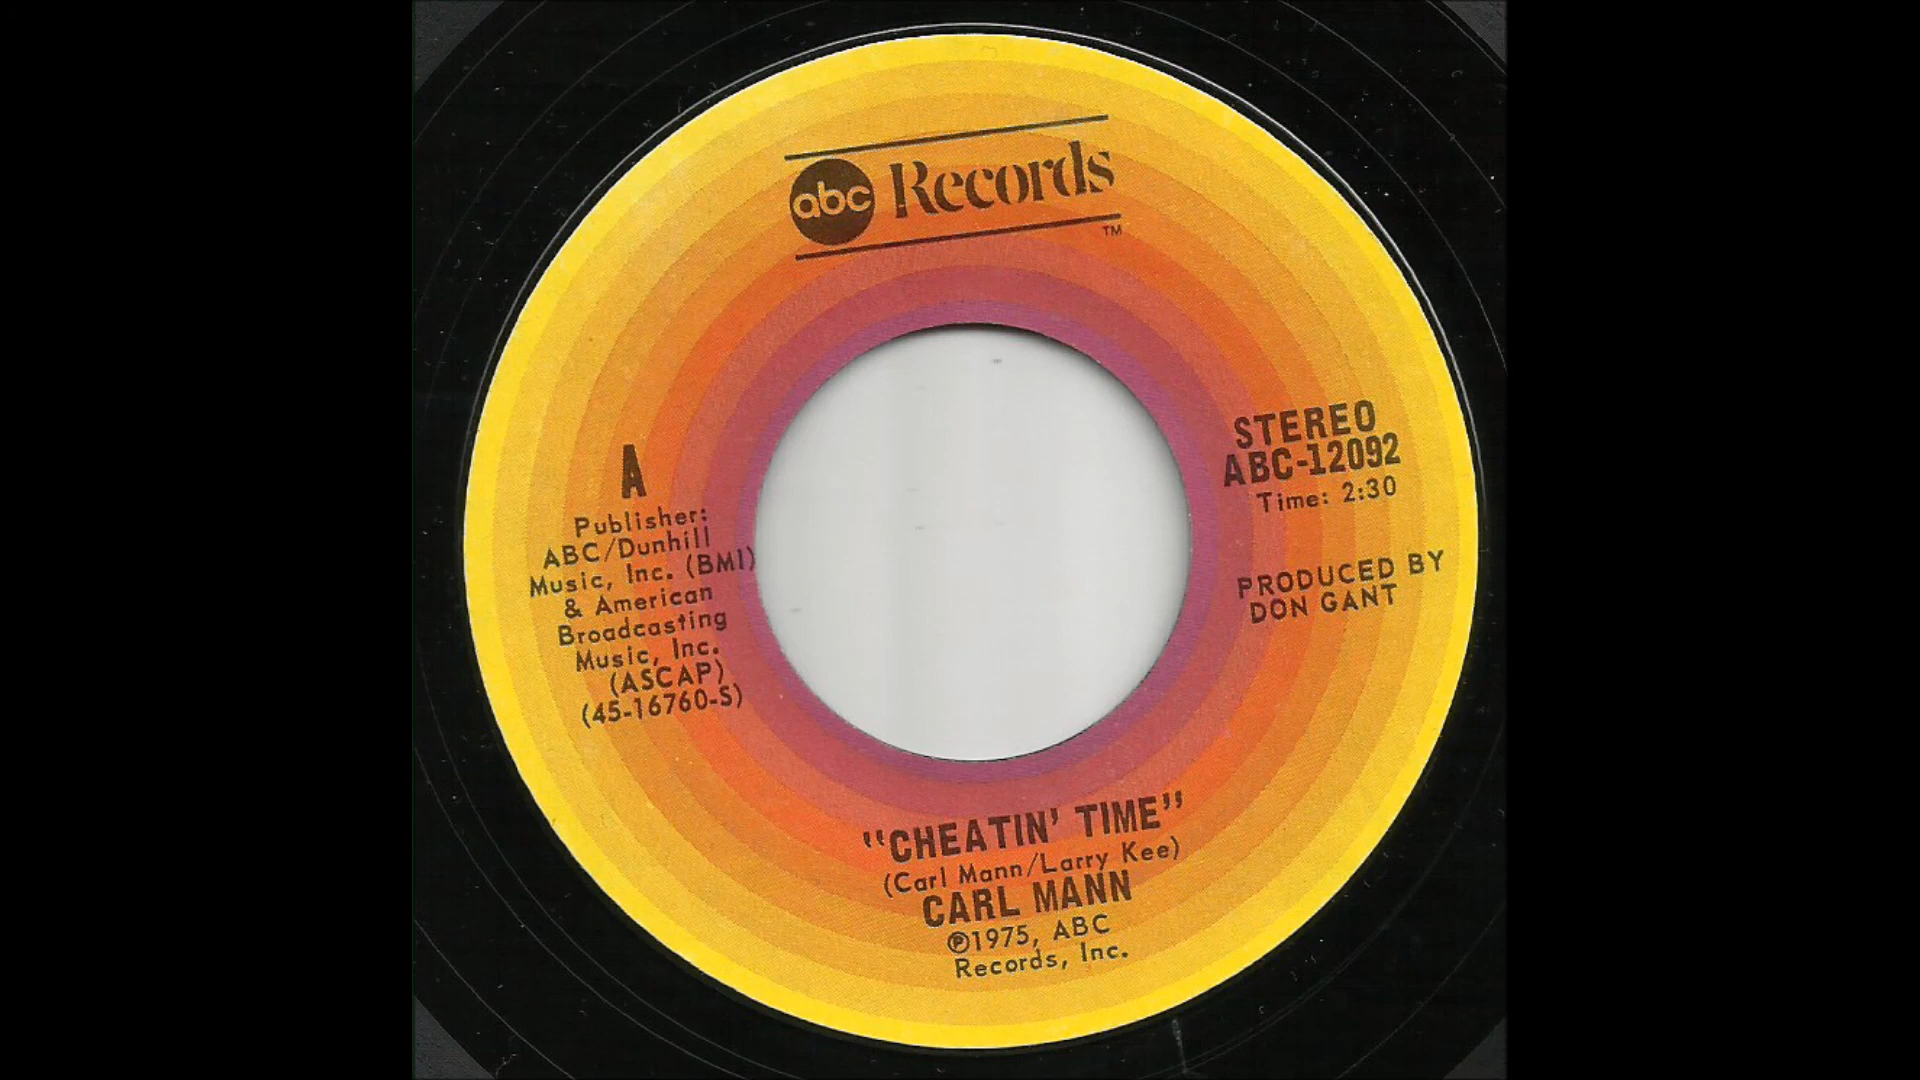 abc Records
TM
A
Publisher:
ABC/Dunhill
Music, Inc. (BMI)
& American
Broadcasting
Music, Inc.
(ASCAP)
(45-16760-S)
STEREO
ABC-12092
Time: 2:30
PRODUCED BY
DON GANT
"CHEATIN' TIME"
(Carl Mann/Larry Kee)
CARL MANN
℗1975, ABC
Records, Inc.